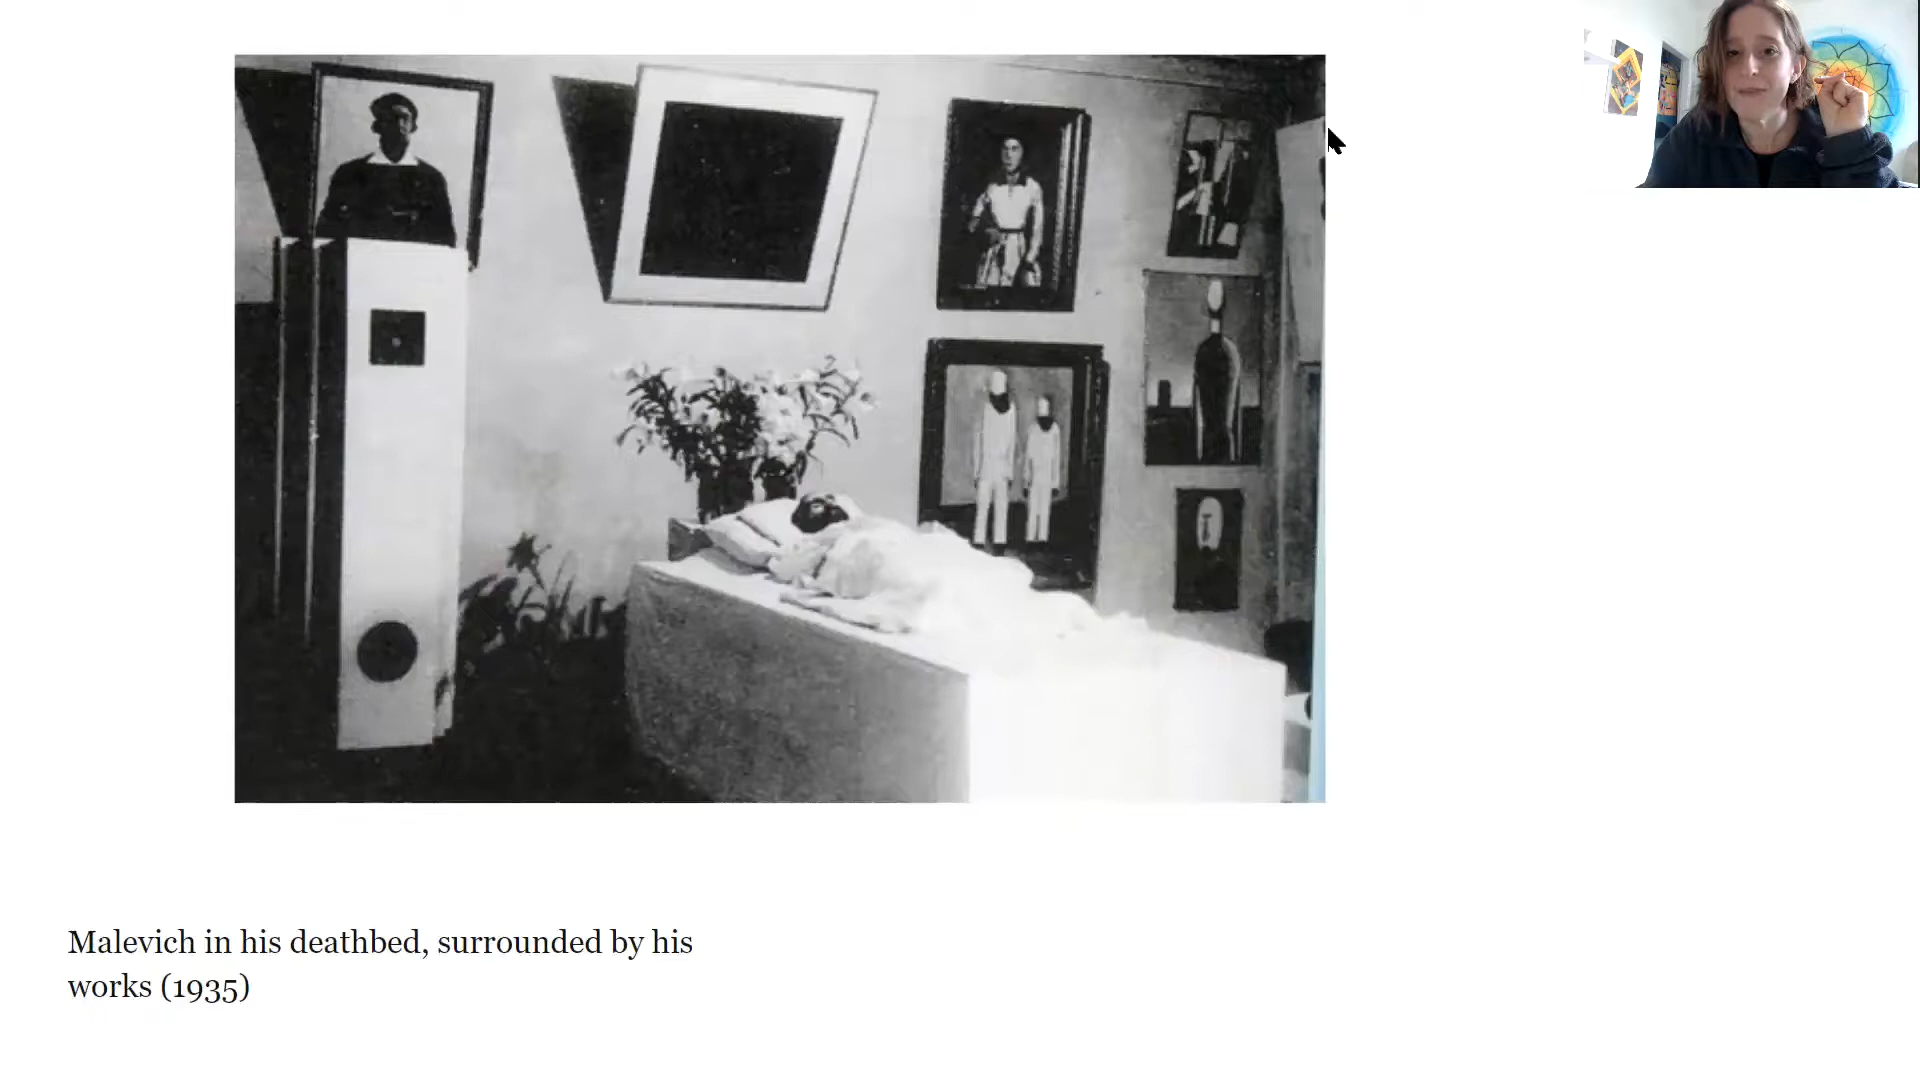 Malevich in his deathbed, surrounded by his
works (1935)